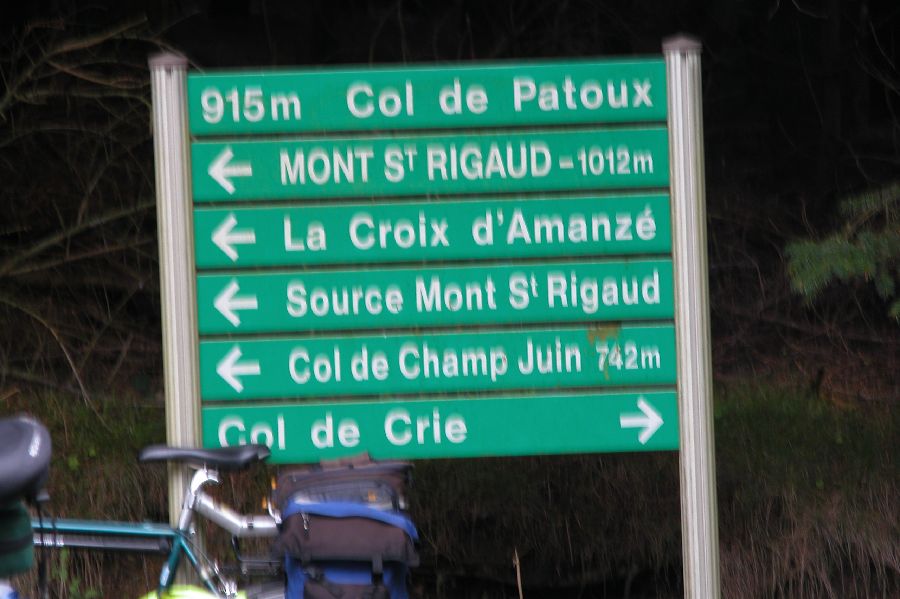 915m Col de Patoux
← MONT ST RIGAUD - 1012m
← La Croix d'Amanzé
← Source Mont St Rigaud
← Col de Champ Juin 742m
Col de Crie →